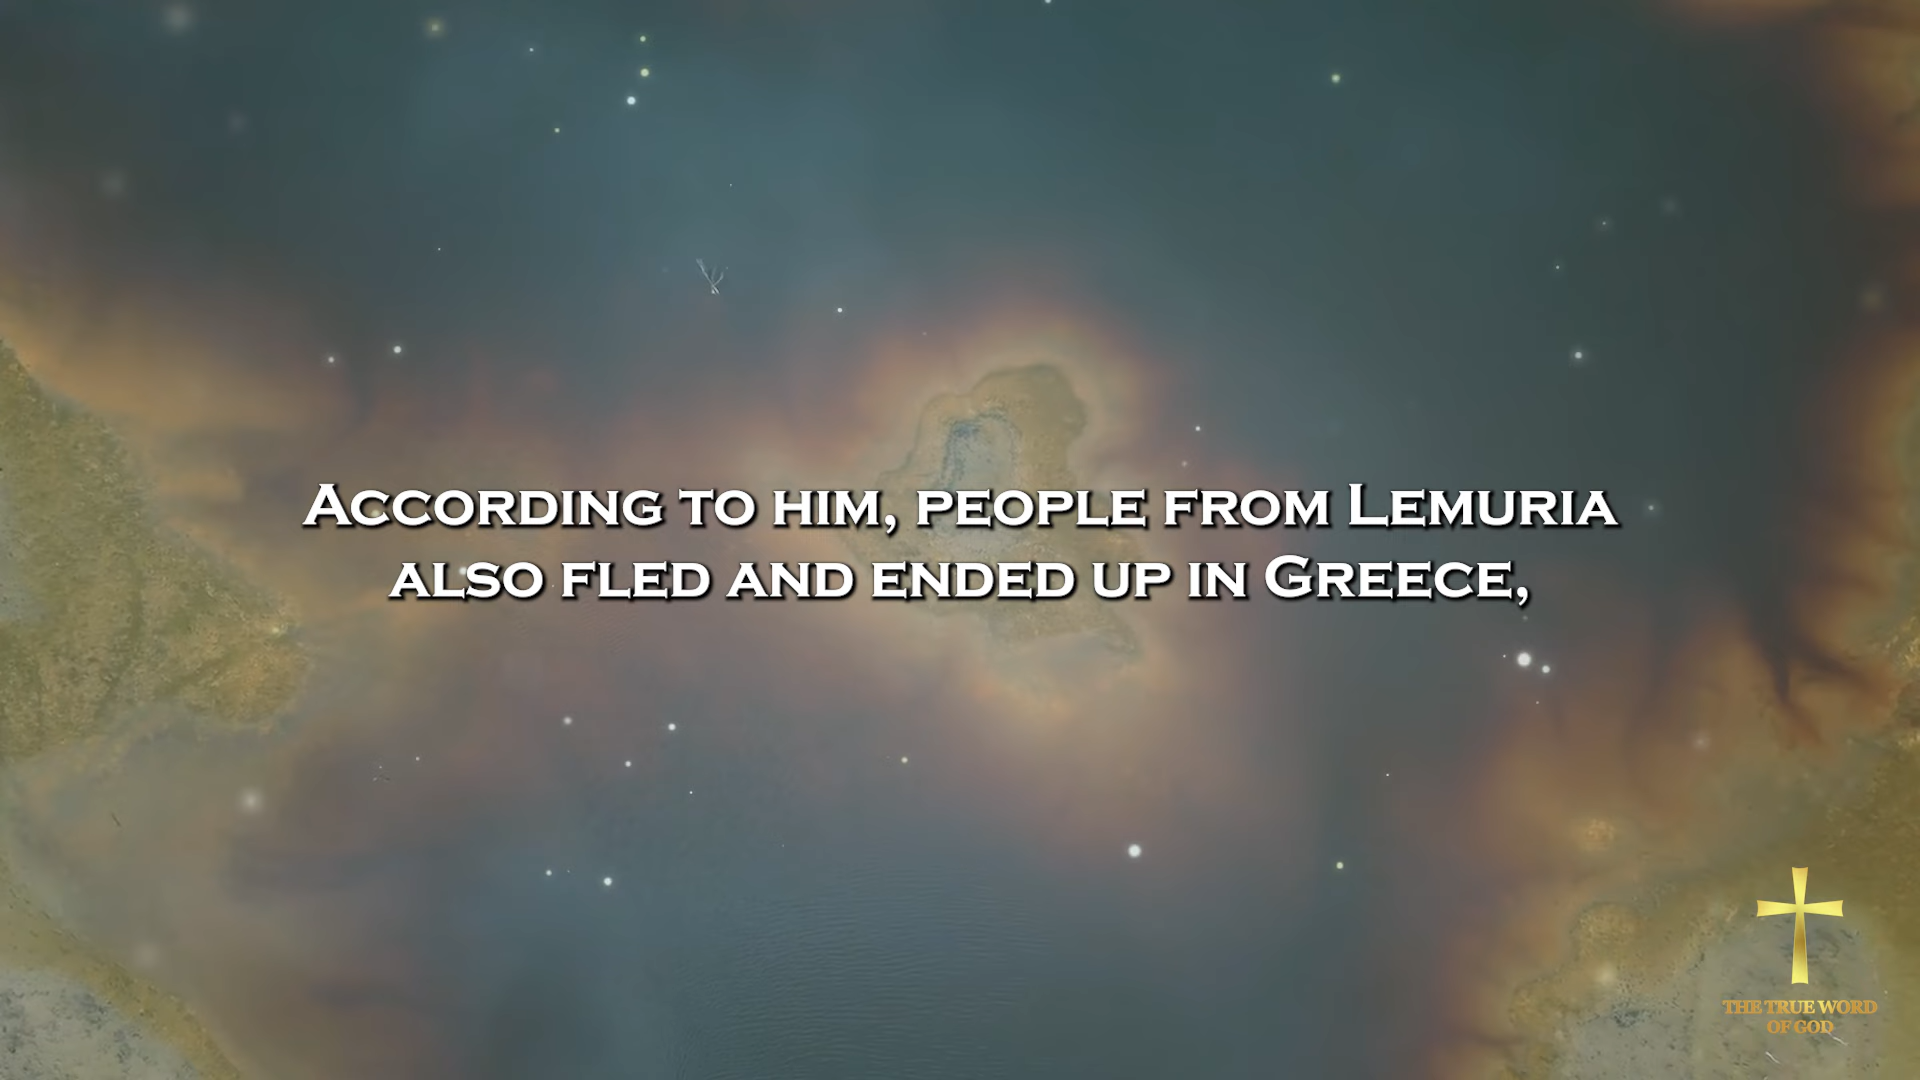 According to him, people from Lemuria
also fled and ended up in Greece,
THE TRUE WORD
OF GOD